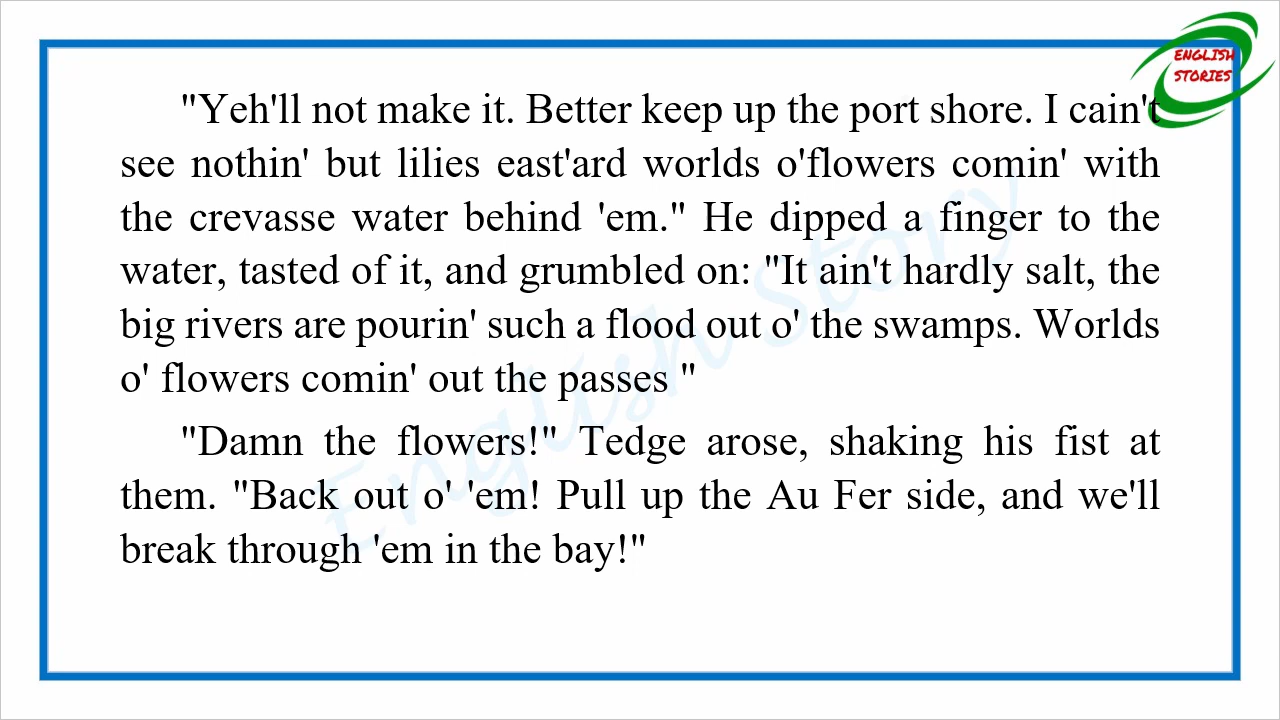 ENGLISH
STORIES
"Yeh'll not make it. Better keep up the port shore. I cain't
see nothin' but lilies east'ard worlds o'flowers comin' with
the crevasse water behind 'em." He dipped a finger to the
water, tasted of it, and grumbled on: "It ain't hardly salt, the
big rivers are pourin' such a flood out o' the swamps. Worlds
o' flowers comin' out the passes "
"Damn the flowers!" Tedge arose, shaking his fist at
them. "Back out o' 'em! Pull up the Au Fer side, and we'll
break through 'em in the bay!"
English Story